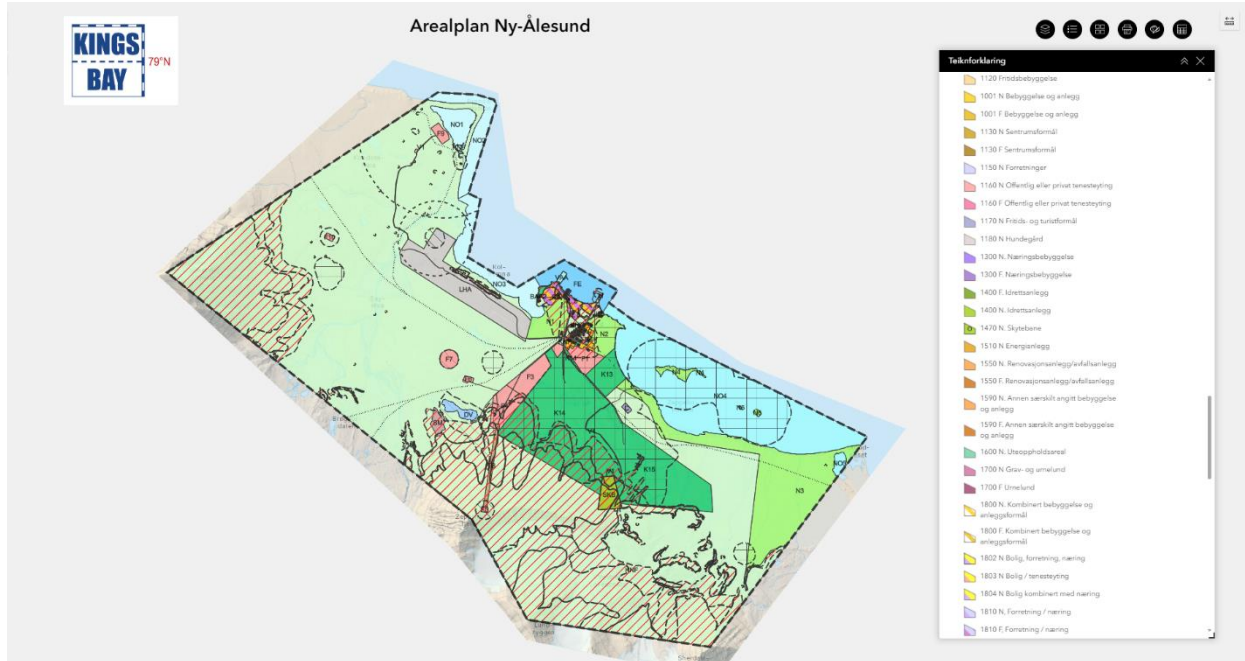 KINGS
BAY
79°N
Arealplan Ny-Ålesund
Teiknforklaring
1120 Fritidsbebyggelse
1001 N Bebyggelse og anlegg
1001 F Bebyggelse og anlegg
1130 N Sentrumsformål
1130 F Sentrumsformål
1150 N Forretninger
1160 N Offentlig eller privat tenesteyting
1160 F Offentlig eller privat tenesteyting
1170 N Fritids- og turistformål
1180 N Hundegård
1300 N. Næringsbebyggelse
1300 F. Næringsbebyggelse
1400 F. Idrettsanlegg
1400 N. Idrettsanlegg
1470 N: Skytebane
1510 N Energianlegg
1550 N. Renovasjonsanlegg/avfallsanlegg
1550 F. Renovasjonsanlegg/avfallsanlegg
1590 N. Annen særskilt angitt bebyggelse
og anlegg
1590 F. Annen særskilt angitt bebyggelse
og anlegg
1600 N. Uteoppholdsareal
1700 N Grav- og urnelund
1700 F Urnelund
1800 N. Kombinert bebyggelse og
anleggsformål
1800 F. Kombinert bebyggelse og
anleggsformål
1802 N Bolig, forretning, næring
1803 N Bolig / tenesteyting
1804 N Bolig kombinert med næring
1810 N, Forretning / næring
1810 F, Forretning / næring
NO1
NO2
F9
LHA
NO3
FE
N1
N2
F7
F3
K13
K14
K15
DV
NO4
N3
SKB